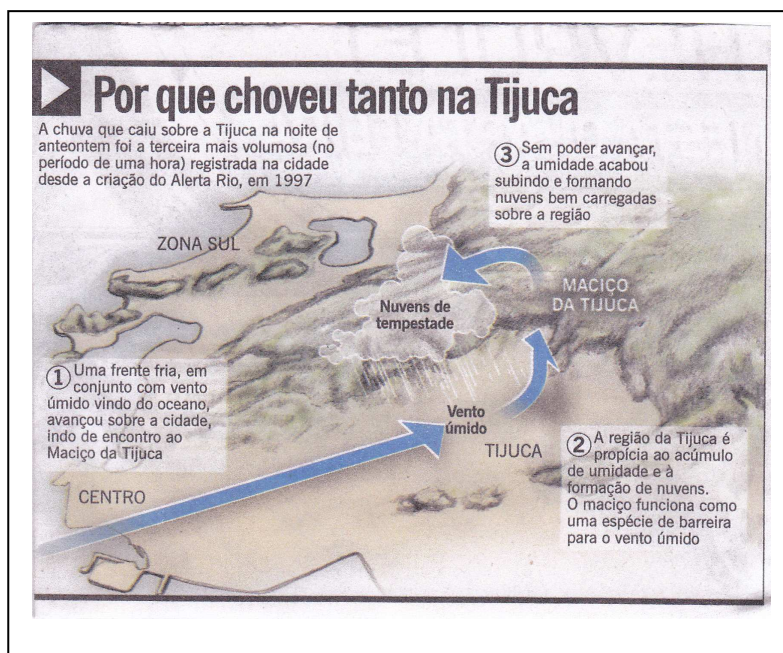 Por que choveu tanto na Tijuca
A chuva que caiu sobre a Tijuca na noite de
anteontem foi a terceira mais volumosa (no
período de uma hora) registrada na cidade
desde a criação do Alerta Rio, em 1997
3 Sem poder avançar,
a umidade acabou
subindo e formando
nuvens bem carregadas
sobre a região
ZONA SUL
MACIÇO
DA TIJUCA
Nuvens de
tempestade
1 Uma frente fria, em
conjunto com vento
úmido vindo do oceano,
avançou sobre a cidade,
indo de encontro ao
Maciço da Tijuca
Vento
úmido
TIJUCA
2 A região da Tijuca é
propícia ao acúmulo
de umidade e à
formação de nuvens.
O maciço funciona como
uma espécie de barreira
para o vento úmido
CENTRO